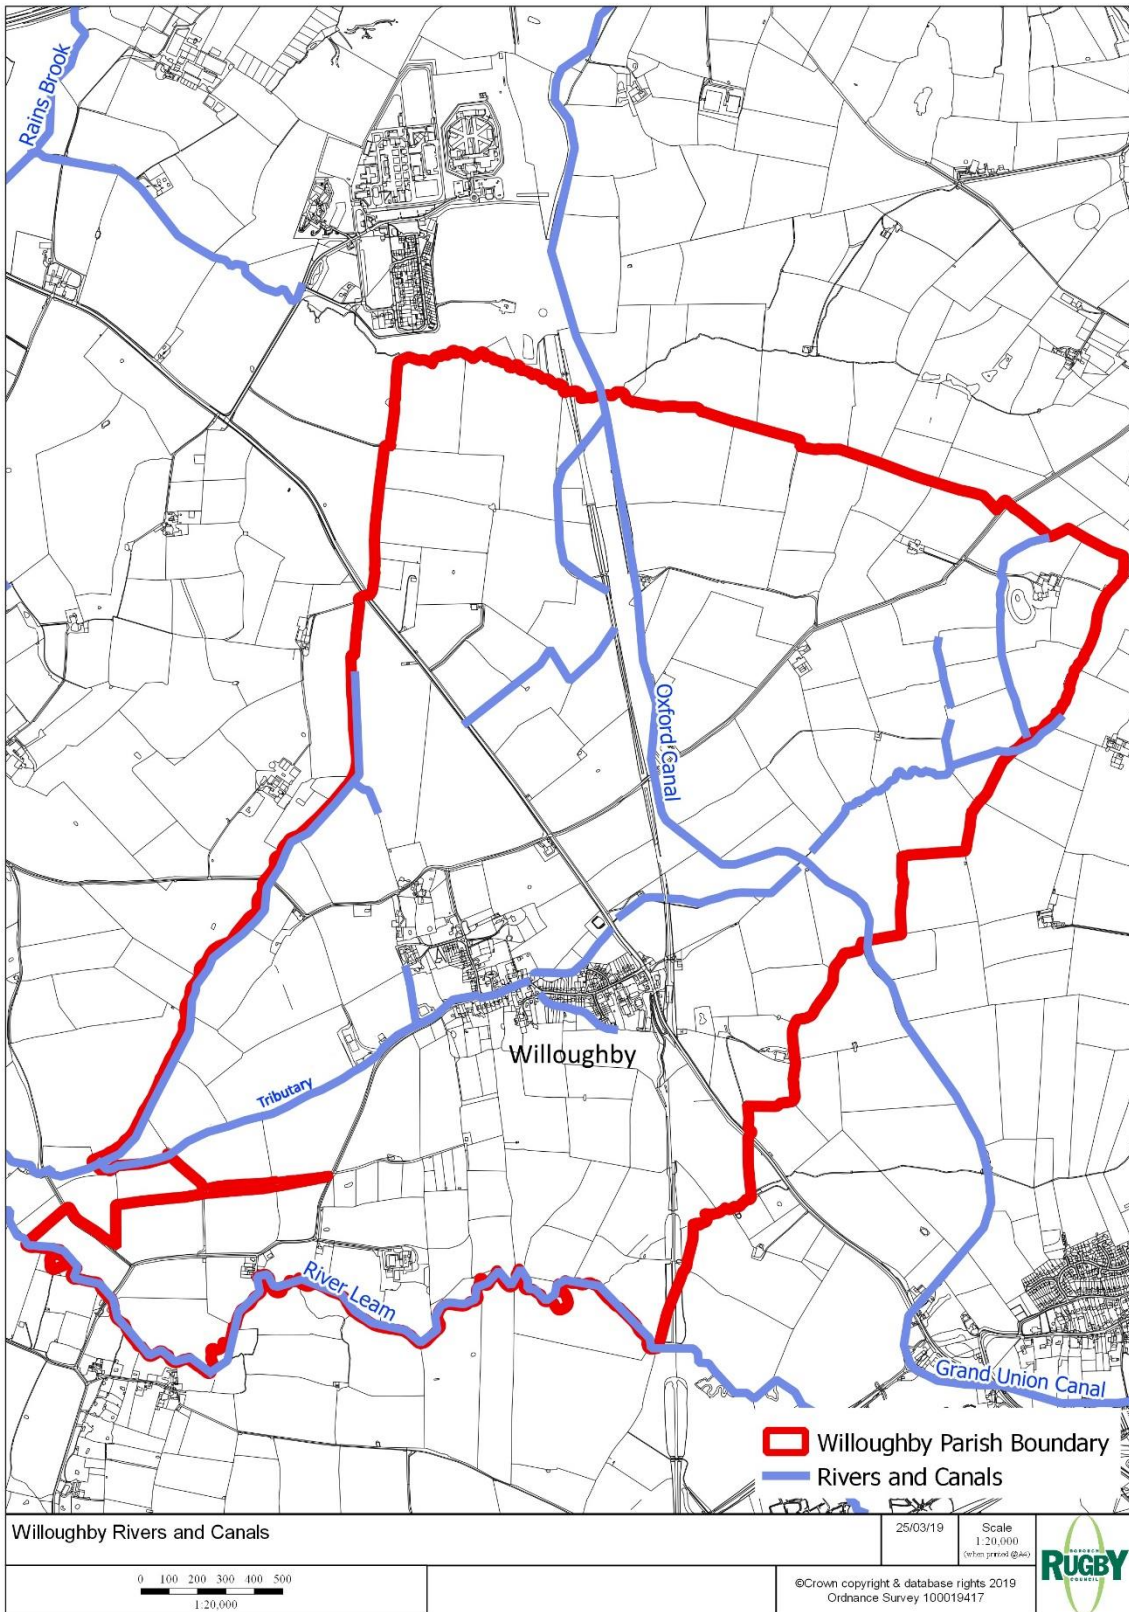 Rains Brook
Oxford Canal
Willoughby
Tributary
River Leam
Grand Union Canal
Willoughby Parish Boundary
Rivers and Canals
Willoughby Rivers and Canals
25/03/19
Scale
1:20,000
(when printed @A4)
0 100 200 300 400 500
1:20,000
©Crown copyright & database rights 2019
Ordnance Survey 100019417
BOROUGH
RUGBY
COUNCIL